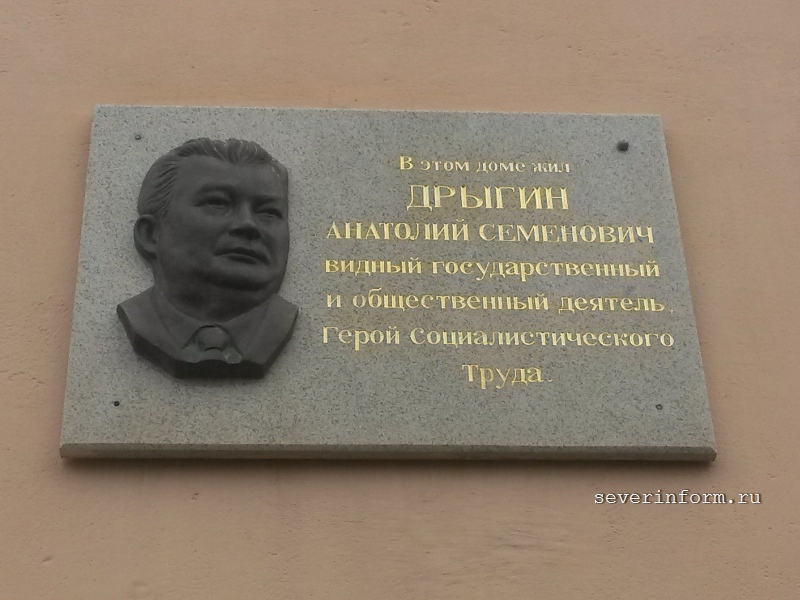 В этом доме жил
ДРЫГИН
АНАТОЛИЙ СЕМЕНОВИЧ
видный государственный
и общественный деятель,
Герой Социалистического
Труда.
severinform.ru